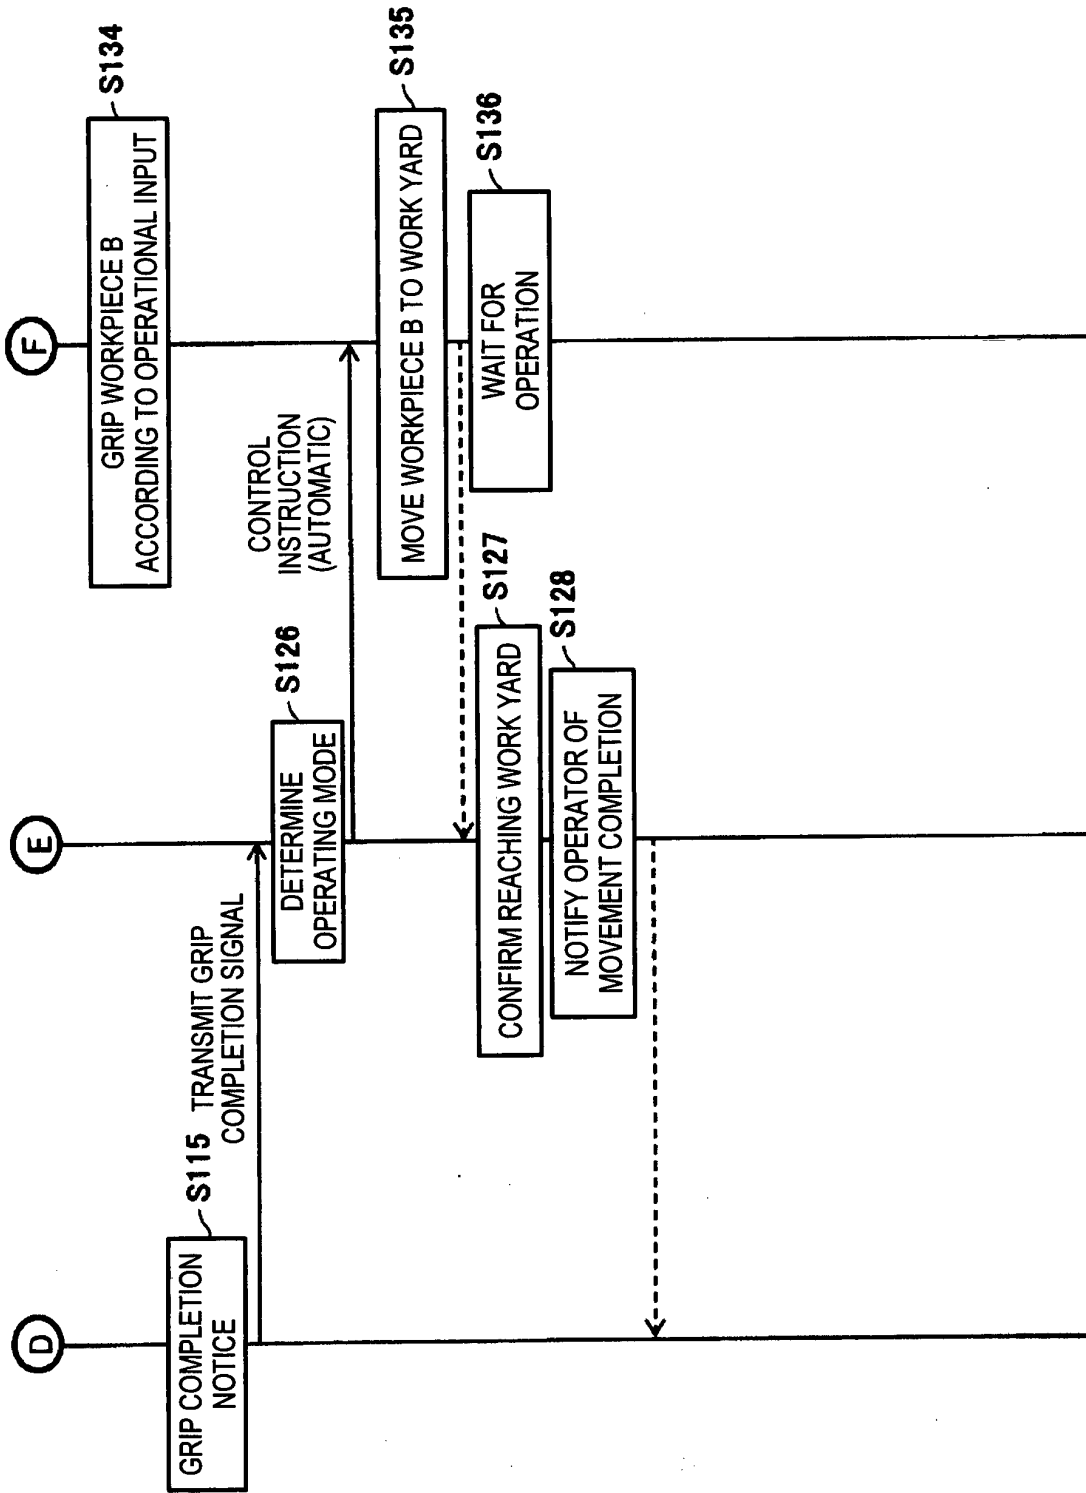 D
E
F
GRIP WORKPIECE B
ACCORDING TO OPERATIONAL INPUT
S134
GRIP COMPLETION
NOTICE
S115
TRANSMIT GRIP
COMPLETION SIGNAL
DETERMINE
OPERATING MODE
S126
CONTROL
INSTRUCTION
(AUTOMATIC)
MOVE WORKPIECE B TO WORK YARD
S135
WAIT FOR
OPERATION
S136
CONFIRM REACHING WORK YARD
S127
NOTIFY OPERATOR OF
MOVEMENT COMPLETION
S128